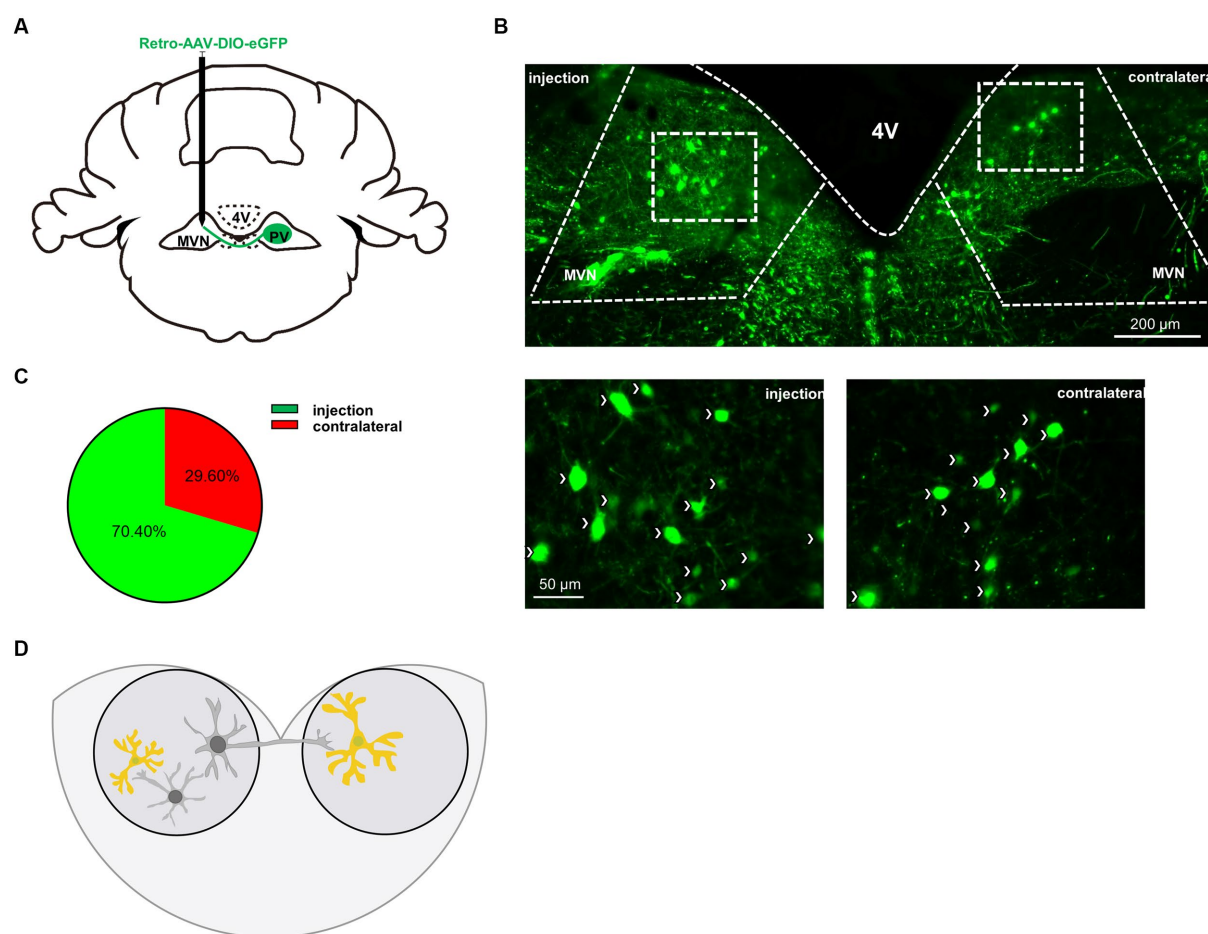 A
Retro-AAV-DIO-eGFP
4V
MVN
PV
B
injection
contralatera
4V
MVN
MVN
200 µm
injection
50 µm
contralateral
C
injection
contralateral
29.60%
70.40%
D